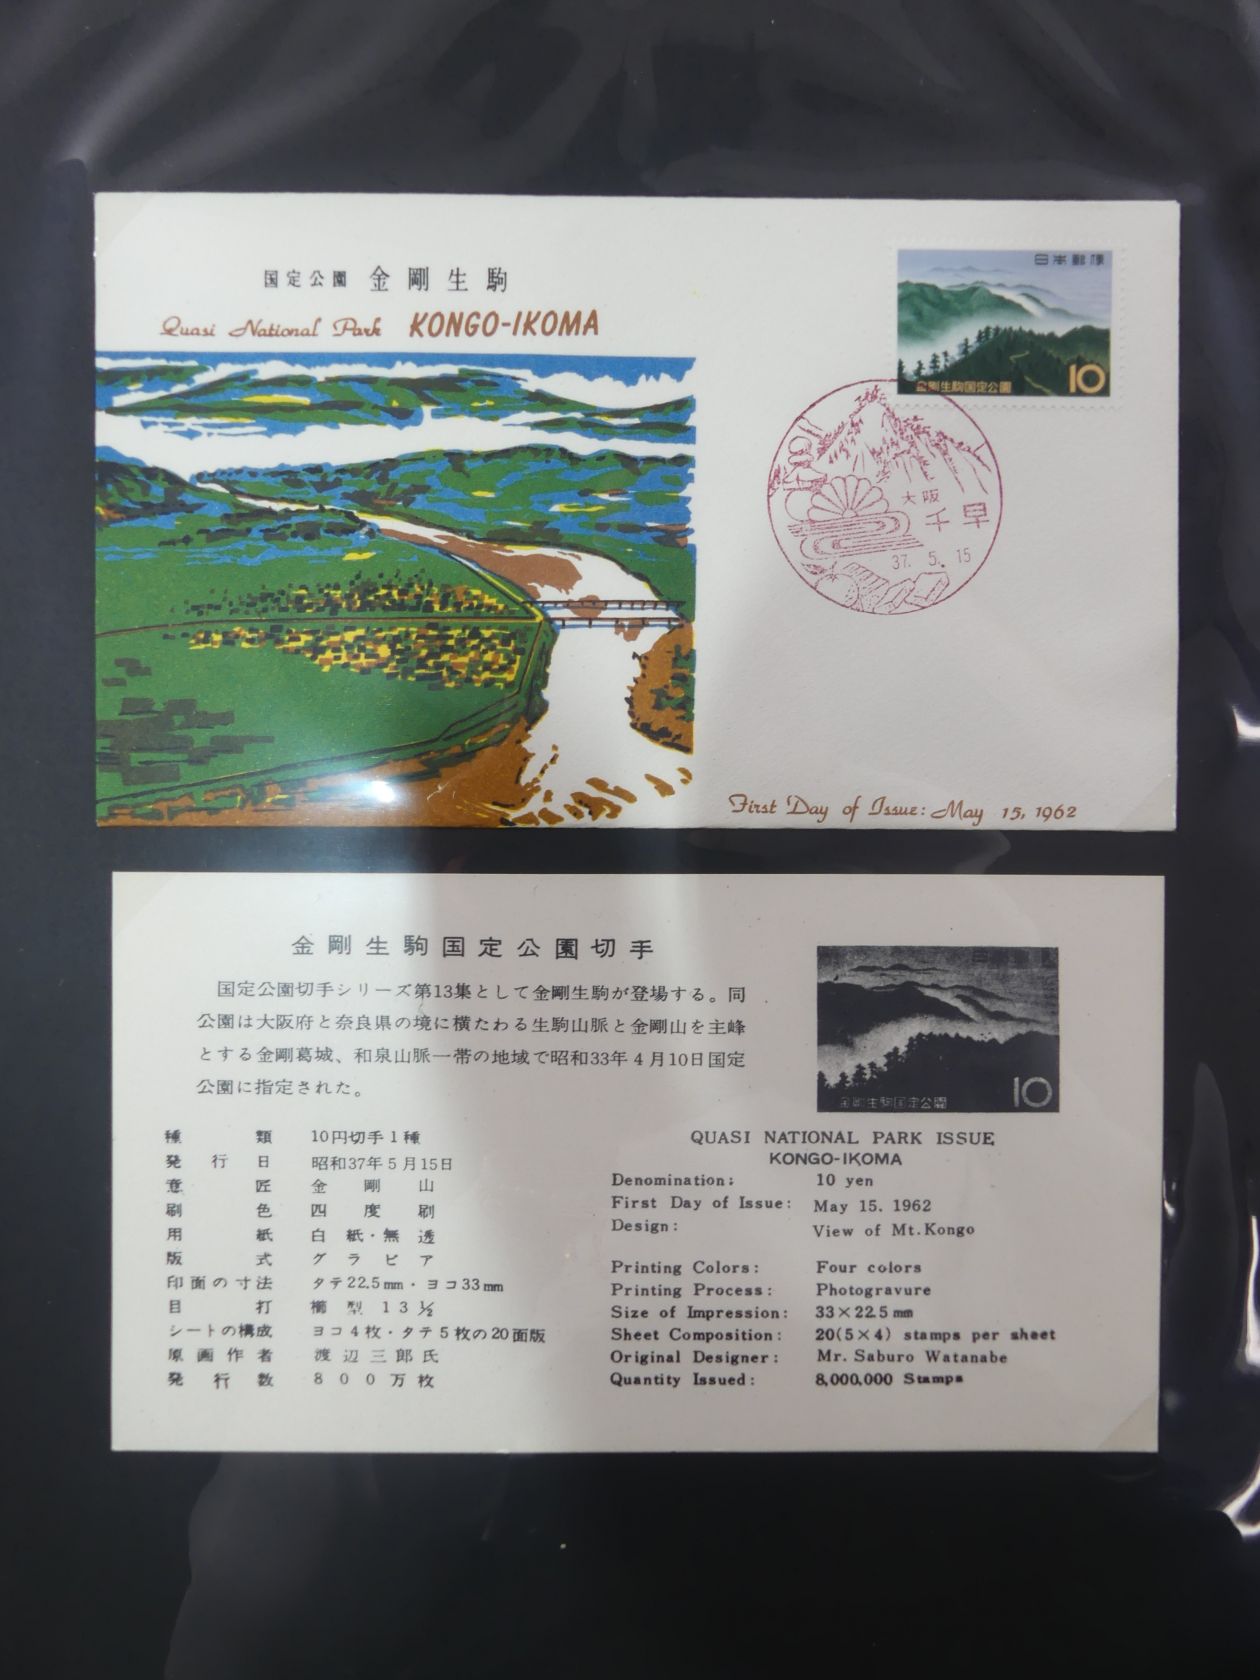 国定公園 金剛生駒
Quasi National Park KONGO-IKOMA
日本郵便
金剛生駒国定公園 10
大阪
千早
37. 5. 15
First Day of Issue: May 15, 1962
金剛生駒国定公園切手
国定公園切手シリーズ第13集として金剛生駒が登場する。同
公園は大阪府と奈良県の境に横たわる生駒山脈と金剛山を主峰
とする金剛葛城、和泉山脈一帯の地域で昭和33年4月10日国定
公園に指定された。
日本郵便
金剛生駒国定公園 10
種類 10円切手1種
発行日 昭和37年5月15日
意匠 金剛山
刷色 四度刷
用紙 白紙・無透
版式 グラビア
印面の寸法 タテ22.5mm・ヨコ33mm
目打 櫛型 13½
シートの構成 ヨコ4枚・タテ5枚の20面版
原画作者 渡辺三郎氏
発行数 800万枚
QUASI NATIONAL PARK ISSUE
KONGO-IKOMA
Denomination: 10 yen
First Day of Issue: May 15. 1962
Design: View of Mt.Kongo
Printing Colors: Four colors
Printing Process: Photogravure
Size of Impression: 33×22.5mm
Sheet Composition: 20(5×4) stamps per sheet
Original Designer: Mr. Saburo Watanabe
Quantity Issued: 8,000,000 Stamps